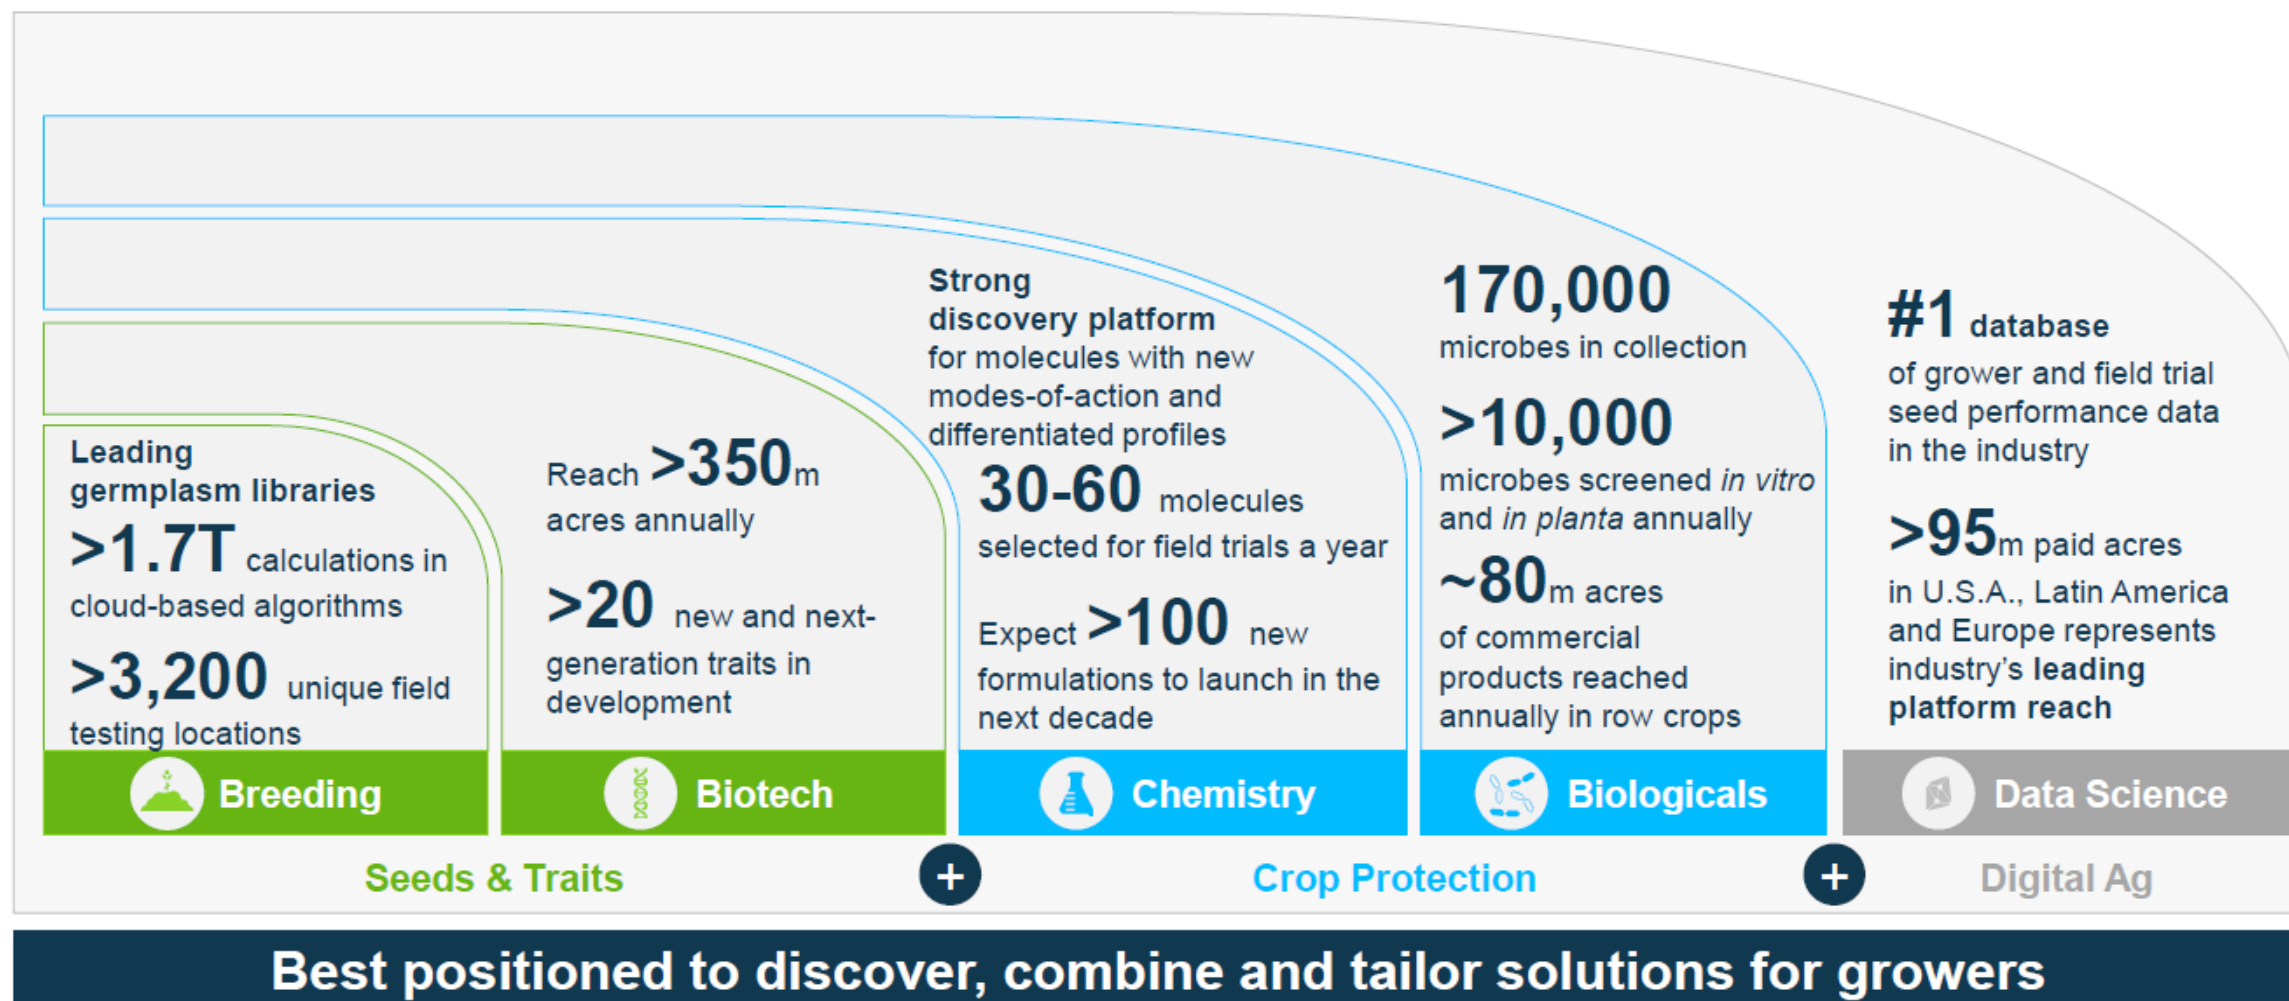 Leading
germplasm libraries
>1.7T calculations in
cloud-based algorithms
>3,200 unique field
testing locations
Breeding
Reach >350m
acres annually
>20 new and next-
generation traits in
development
Biotech
Seeds & Traits
+
Strong
discovery platform
for molecules with new
modes-of-action and
differentiated profiles
30-60 molecules
selected for field trials a year
Expect >100 new
formulations to launch in the
next decade
Chemistry
170,000
microbes in collection
>10,000
microbes screened in vitro
and in planta annually
~80m acres
of commercial
products reached
annually in row crops
Biologicals
Crop Protection
+
#1 database
of grower and field trial
seed performance data
in the industry
>95m paid acres
in U.S.A., Latin America
and Europe represents
industry's leading
platform reach
Data Science
Digital Ag
Best positioned to discover, combine and tailor solutions for growers